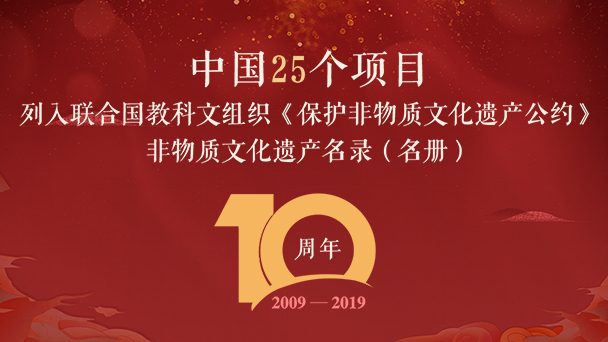 中国25个项目
列入联合国教科文组织《保护非物质文化遗产公约》
非物质文化遗产名录（名册）
10
周年
2009 — 2019